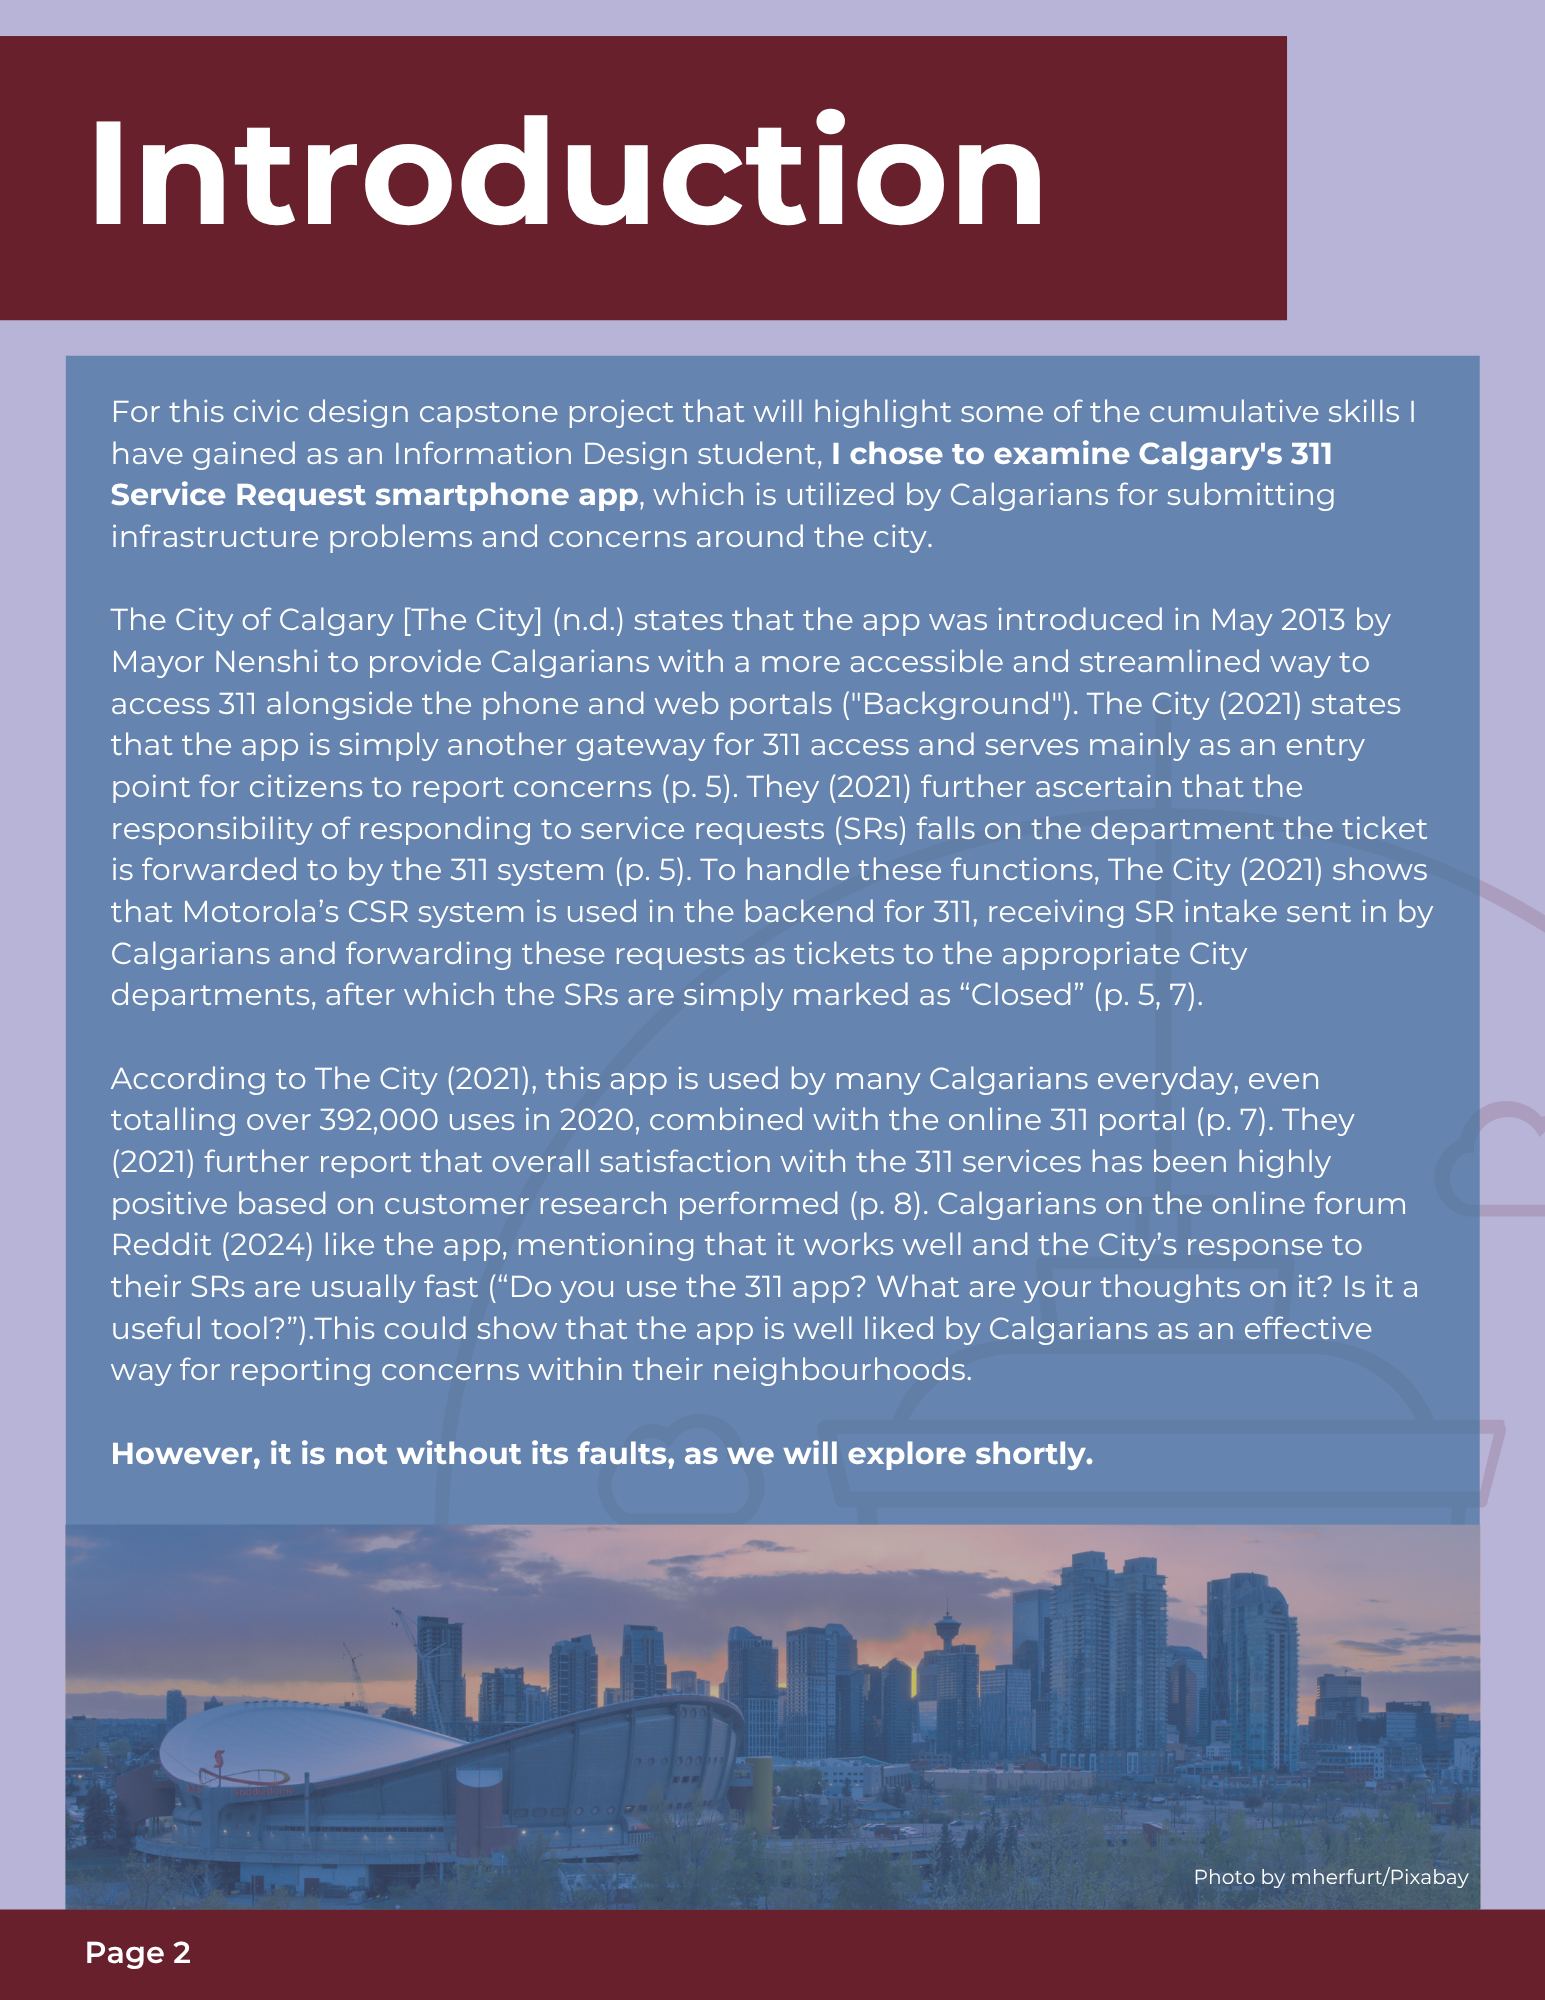 Introduction
For this civic design capstone project that will highlight some of the cumulative skills I
have gained as an Information Design student, I chose to examine Calgary's 311
Service Request smartphone app, which is utilized by Calgarians for submitting
infrastructure problems and concerns around the city.
The City of Calgary [The City] (n.d.) states that the app was introduced in May 2013 by
Mayor Nenshi to provide Calgarians with a more accessible and streamlined way to
access 311 alongside the phone and web portals ("Background"). The City (2021) states
that the app is simply another gateway for 311 access and serves mainly as an entry
point for citizens to report concerns (p. 5). They (2021) further ascertain that the
responsibility of responding to service requests (SRs) falls on the department the ticket
is forwarded to by the 311 system (p. 5). To handle these functions, The City (2021) shows
that Motorola’s CSR system is used in the backend for 311, receiving SR intake sent in by
Calgarians and forwarding these requests as tickets to the appropriate City
departments, after which the SRs are simply marked as “Closed” (p. 5, 7).
According to The City (2021), this app is used by many Calgarians everyday, even
totalling over 392,000 uses in 2020, combined with the online 311 portal (p. 7). They
(2021) further report that overall satisfaction with the 311 services has been highly
positive based on customer research performed (p. 8). Calgarians on the online forum
Reddit (2024) like the app, mentioning that it works well and the City’s response to
their SRs are usually fast (“Do you use the 311 app? What are your thoughts on it? Is it a
useful tool?”).This could show that the app is well liked by Calgarians as an effective
way for reporting concerns within their neighbourhoods.
However, it is not without its faults, as we will explore shortly.
Photo by mherfurt/Pixabay
Page 2